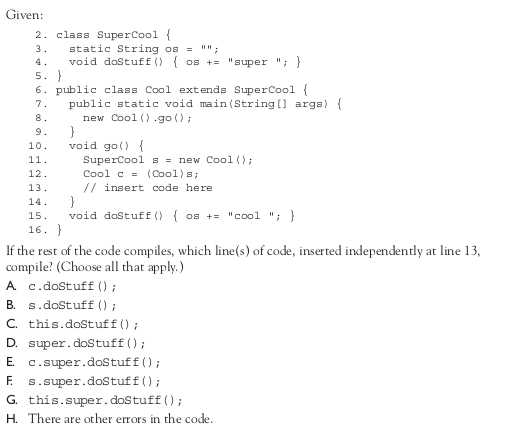 Given:
2. class SuperCool {
3. static String os = "";
4. void doStuff() { os += "super "; }
5. }
6. public class Cool extends SuperCool {
7. public static void main(String[] args) {
8. new Cool().go();
9. }
10. void go() {
11. SuperCool s = new Cool();
12. Cool c = (Cool)s;
13. // insert code here
14. }
15. void doStuff() { os += "cool "; }
16. }
If the rest of the code compiles, which line(s) of code, inserted independently at line 13,
compile? (Choose all that apply.)
A. c.doStuff();
B. s.doStuff();
C. this.doStuff();
D. super.doStuff();
E. c.super.doStuff();
F. s.super.doStuff();
G. this.super.doStuff();
H. There are other errors in the code.